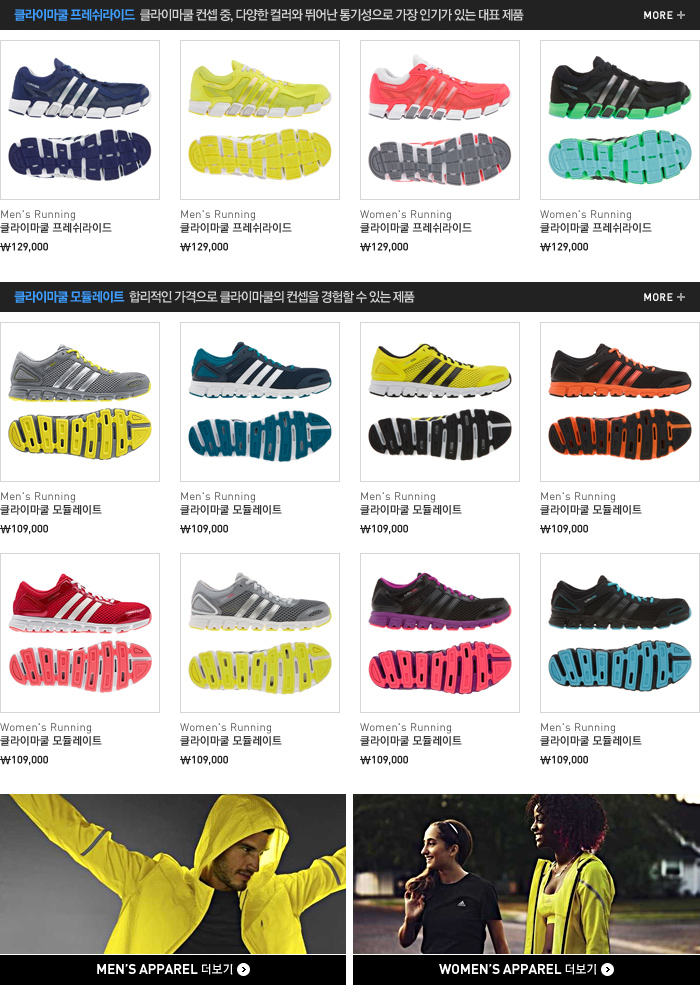 클라이마쿨 프레쉬라이드 클라이마쿨 컨셉 중, 다양한 컬러와 뛰어난 통기성으로 가장 인기가 있는 대표 제품 MORE +
Men's Running Men's Running Women's Running Women's Running
클라이마쿨 프레쉬라이드 클라이마쿨 프레쉬라이드 클라이마쿨 프레쉬라이드 클라이마쿨 프레쉬라이드
₩129,000 ₩129,000 ₩129,000 ₩129,000
클라이마쿨 모듈레이트 합리적인 가격으로 클라이마쿨의 컨셉을 경험할 수 있는 제품 MORE +
Men's Running Men's Running Men's Running Men's Running
클라이마쿨 모듈레이트 클라이마쿨 모듈레이트 클라이마쿨 모듈레이트 클라이마쿨 모듈레이트
₩109,000 ₩109,000 ₩109,000 ₩109,000
Women's Running Women's Running Women's Running Men's Running
클라이마쿨 모듈레이트 클라이마쿨 모듈레이트 클라이마쿨 모듈레이트 클라이마쿨 모듈레이트
₩109,000 ₩109,000 ₩109,000 ₩109,000
adidas
MEN'S APPAREL 더보기 WOMEN'S APPAREL 더보기